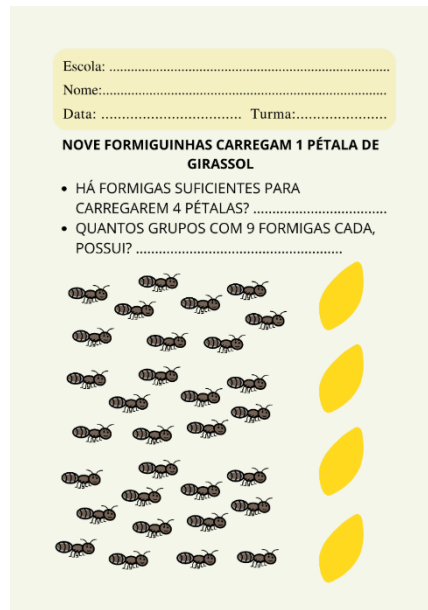 Escola: ......................................................................
Nome:.......................................................................
Data: .................................. Turma:......................
NOVE FORMIGUINHAS CARREGAM 1 PÉTALA DE
GIRASSOL
• HÁ FORMIGAS SUFICIENTES PARA
CARREGAREM 4 PÉTALAS? ..................................
• QUANTOS GRUPOS COM 9 FORMIGAS CADA,
POSSUI? .....................................................